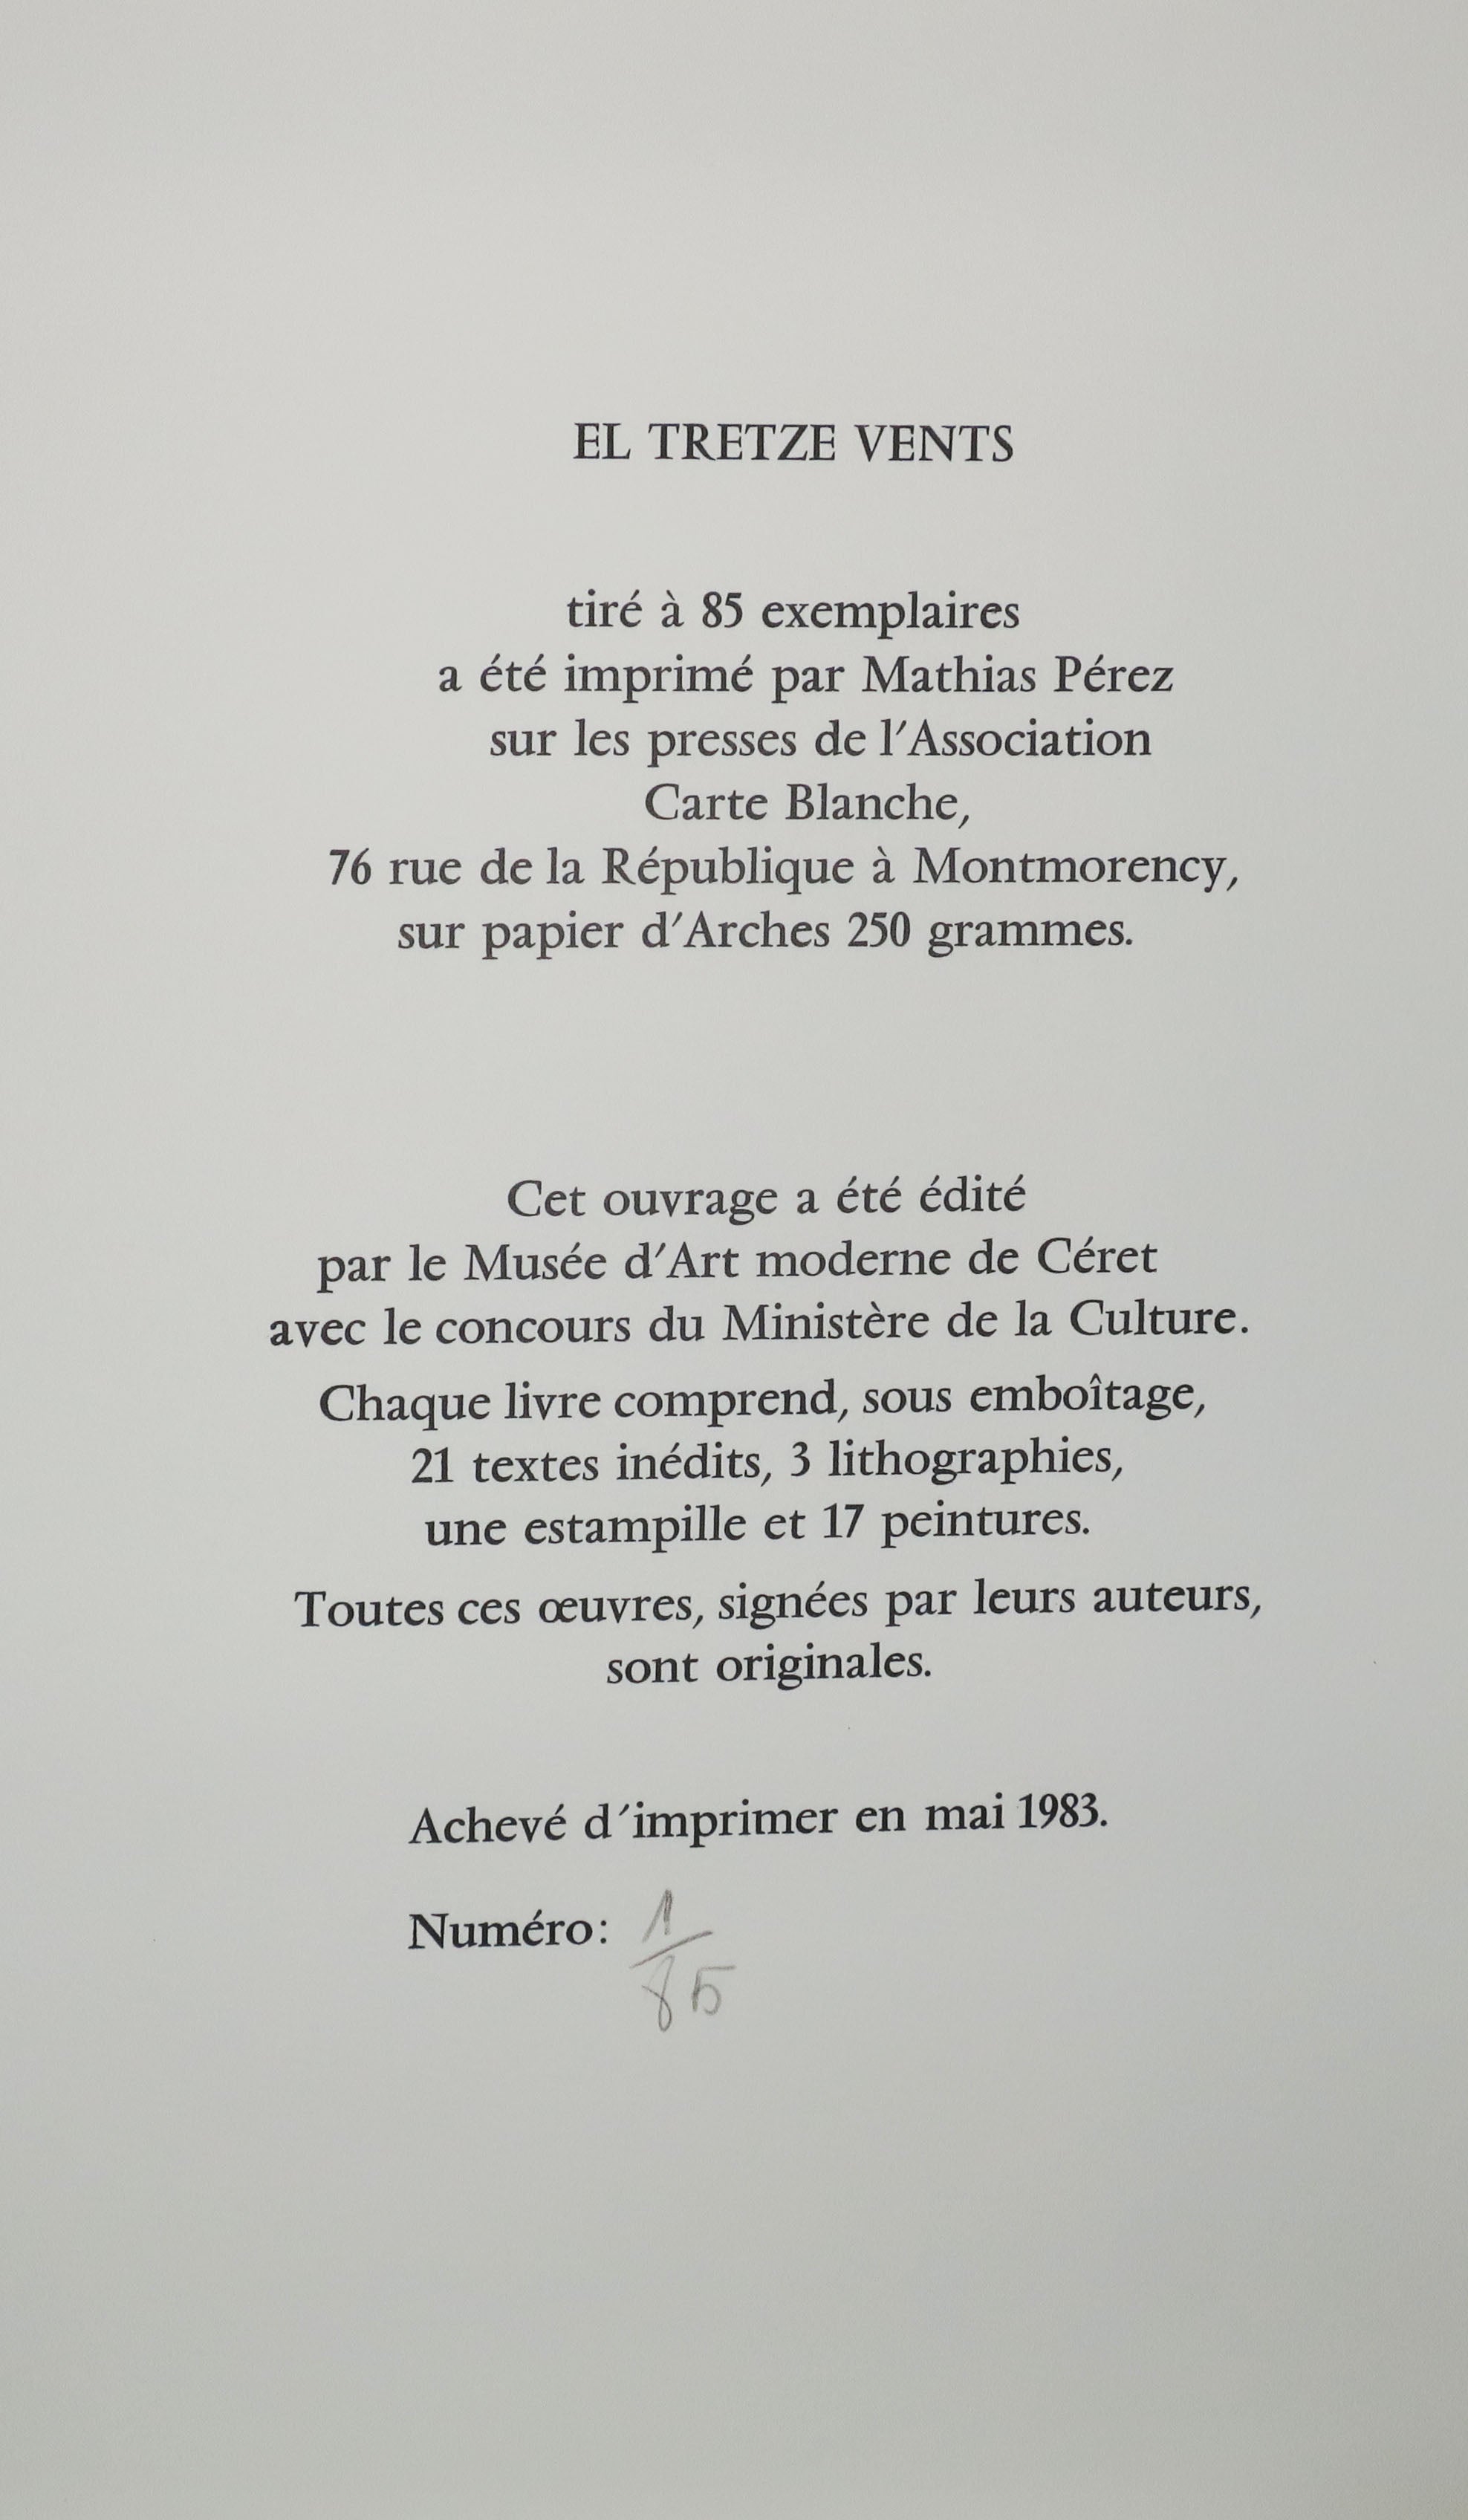 EL TRETZE VENTS
tiré à 85 exemplaires
a été imprimé par Mathias Pérez
sur les presses de l'Association
Carte Blanche,
76 rue de la République à Montmorency,
sur papier d'Arches 250 grammes.
Cet ouvrage a été édité
par le Musée d'Art moderne de Céret
avec le concours du Ministère de la Culture.
Chaque livre comprend, sous emboîtage,
21 textes inédits, 3 lithographies,
une estampille et 17 peintures.
Toutes ces œuvres, signées par leurs auteurs,
sont originales.
Achevé d'imprimer en mai 1983.
Numéro: 1/85